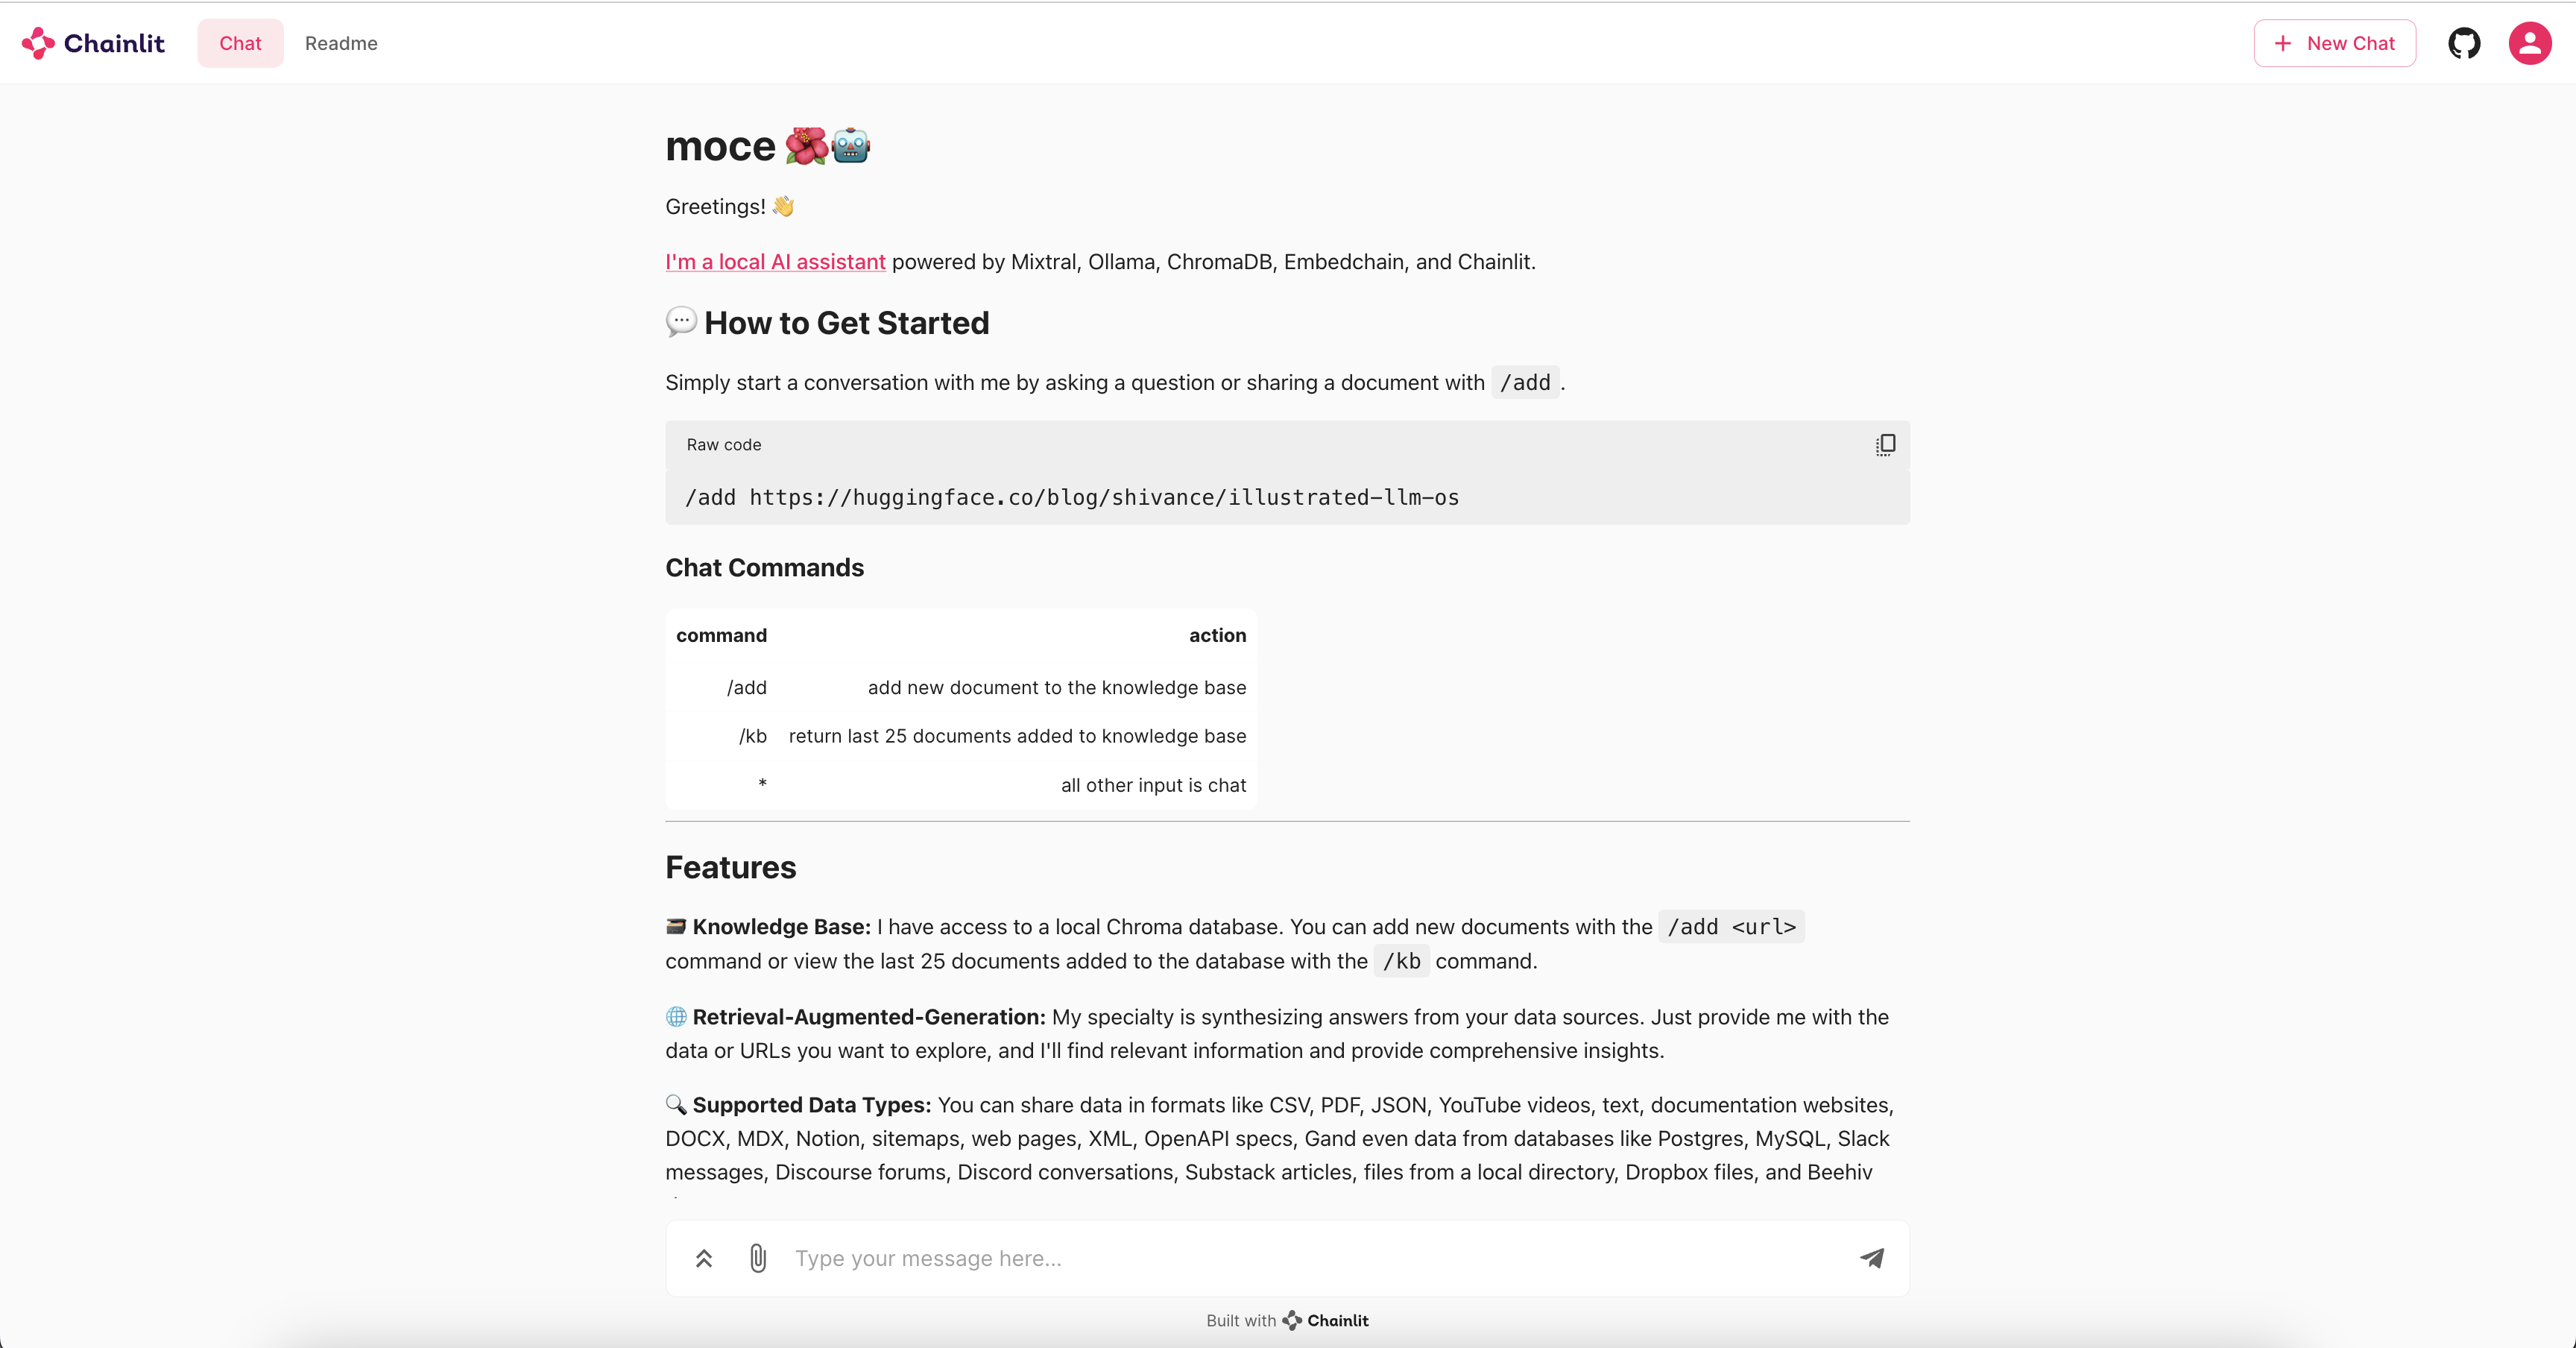 Chainlit Chat Readme New Chat
moce 🌺🤖
Greetings! 👋
I'm a local AI assistant powered by Mixtral, Ollama, ChromaDB, Embedchain, and Chainlit.
💬 How to Get Started
Simply start a conversation with me by asking a question or sharing a document with /add .
Raw code
/add https://huggingface.co/blog/shivance/illustrated-llm-os
Chat Commands
command action
/add add new document to the knowledge base
/kb return last 25 documents added to knowledge base
* all other input is chat
Features
🗃️ Knowledge Base: I have access to a local Chroma database. You can add new documents with the /add <url>
command or view the last 25 documents added to the database with the /kb command.
🌐 Retrieval-Augmented-Generation: My specialty is synthesizing answers from your data sources. Just provide me with the
data or URLs you want to explore, and I'll find relevant information and provide comprehensive insights.
🔍 Supported Data Types: You can share data in formats like CSV, PDF, JSON, YouTube videos, text, documentation websites,
DOCX, MDX, Notion, sitemaps, web pages, XML, OpenAPI specs, Gand even data from databases like Postgres, MySQL, Slack
messages, Discourse forums, Discord conversations, Substack articles, files from a local directory, Dropbox files, and Beehiv
Type your message here...
Built with Chainlit